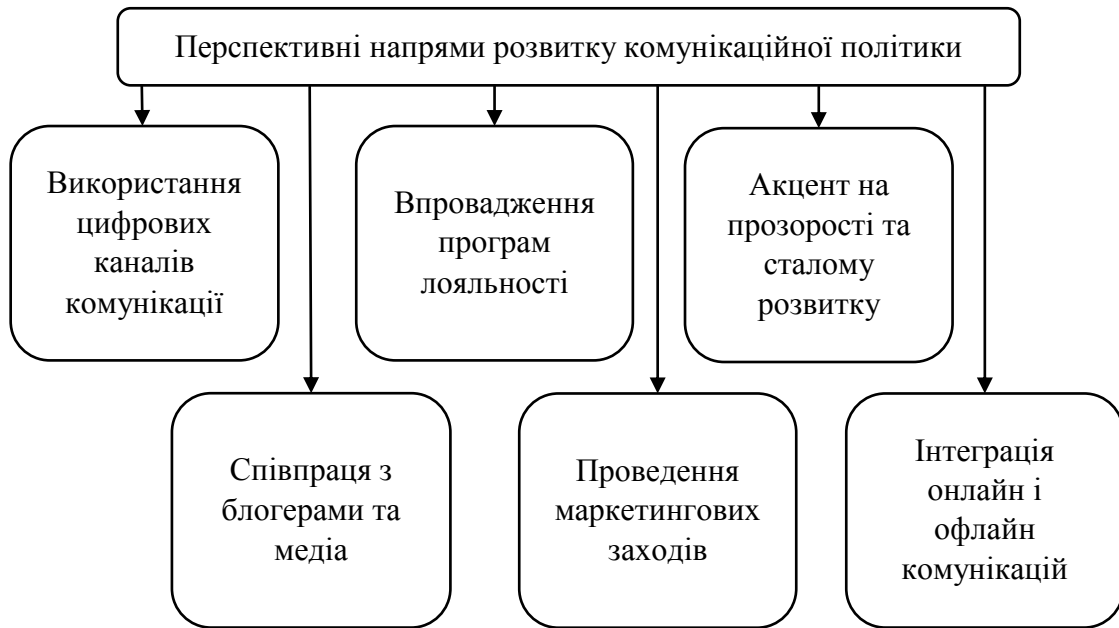 Перспективні напрями розвитку комунікаційної політики
Використання
цифрових
каналів
комунікації
Впровадження
програм
лояльності
Акцент на
прозорості та
сталому
розвитку
Співпраця з
блогерами та
медіа
Проведення
маркетингових
заходів
Інтеграція
онлайн і
офлайн
комунікацій